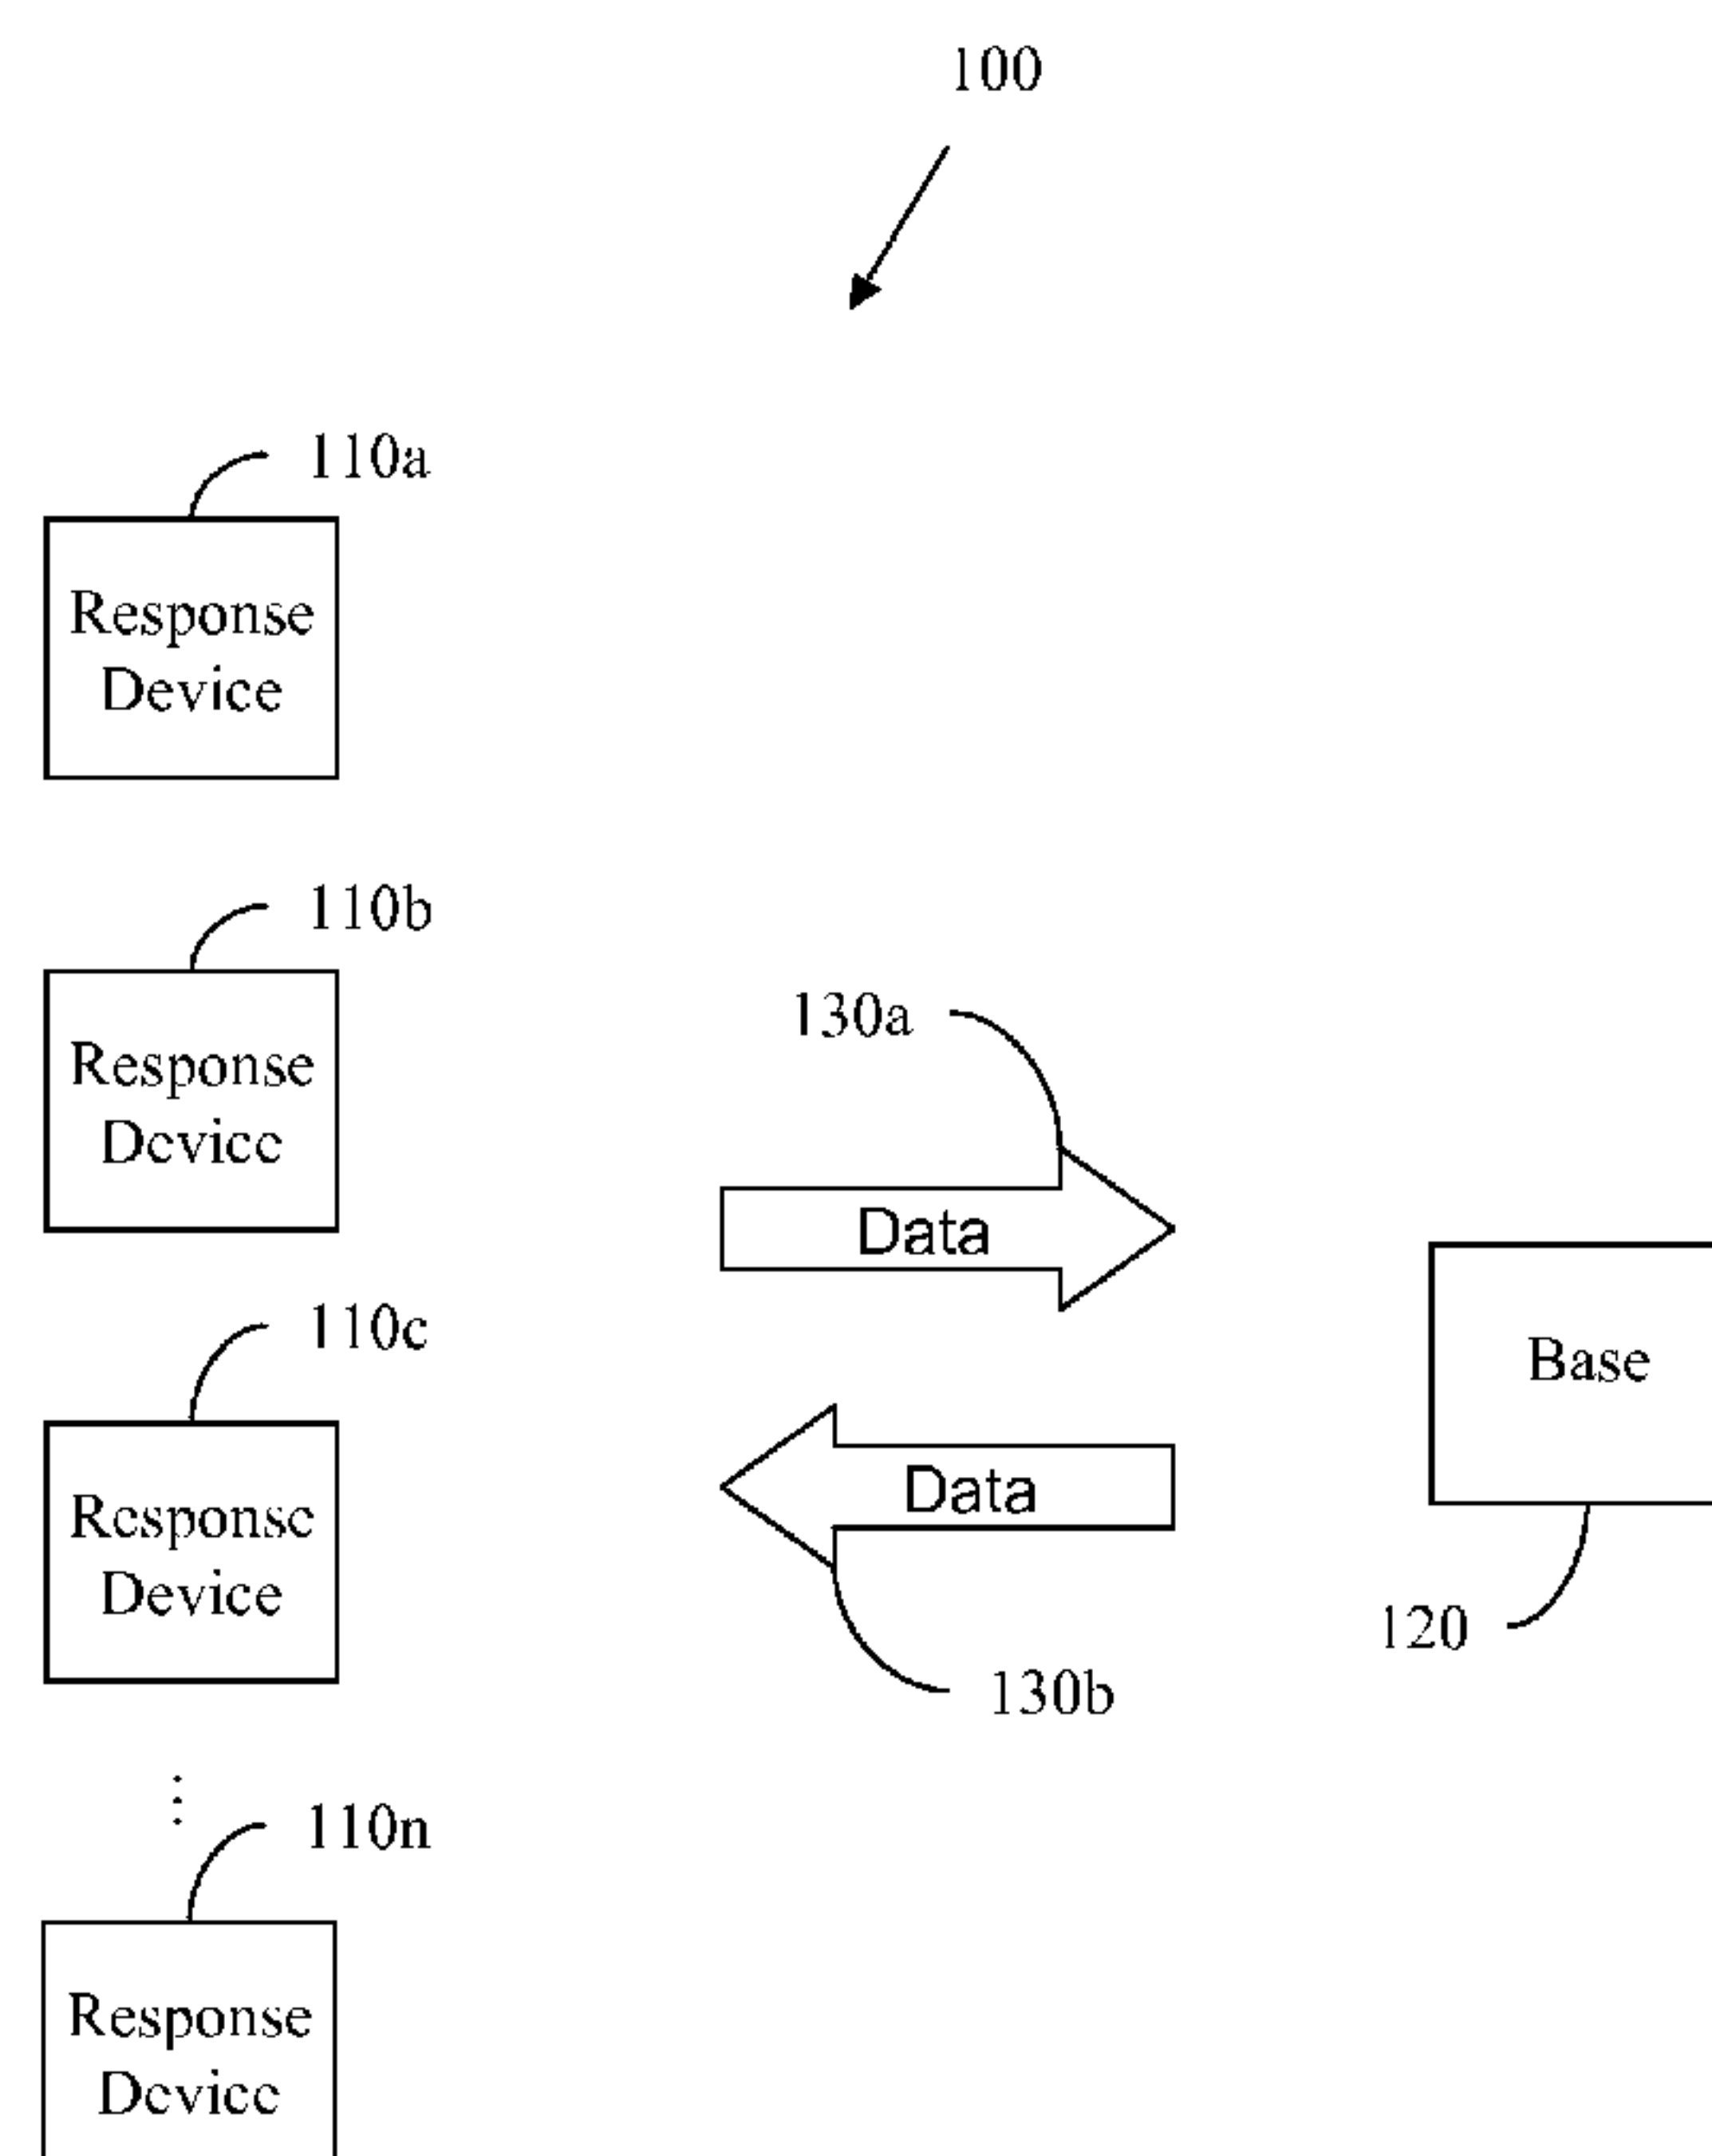 100
110a
Response
Device
110b
Response
Device
130a
Data
110c
Base
Response
Device
Data
120
130b
110n
Response
Device